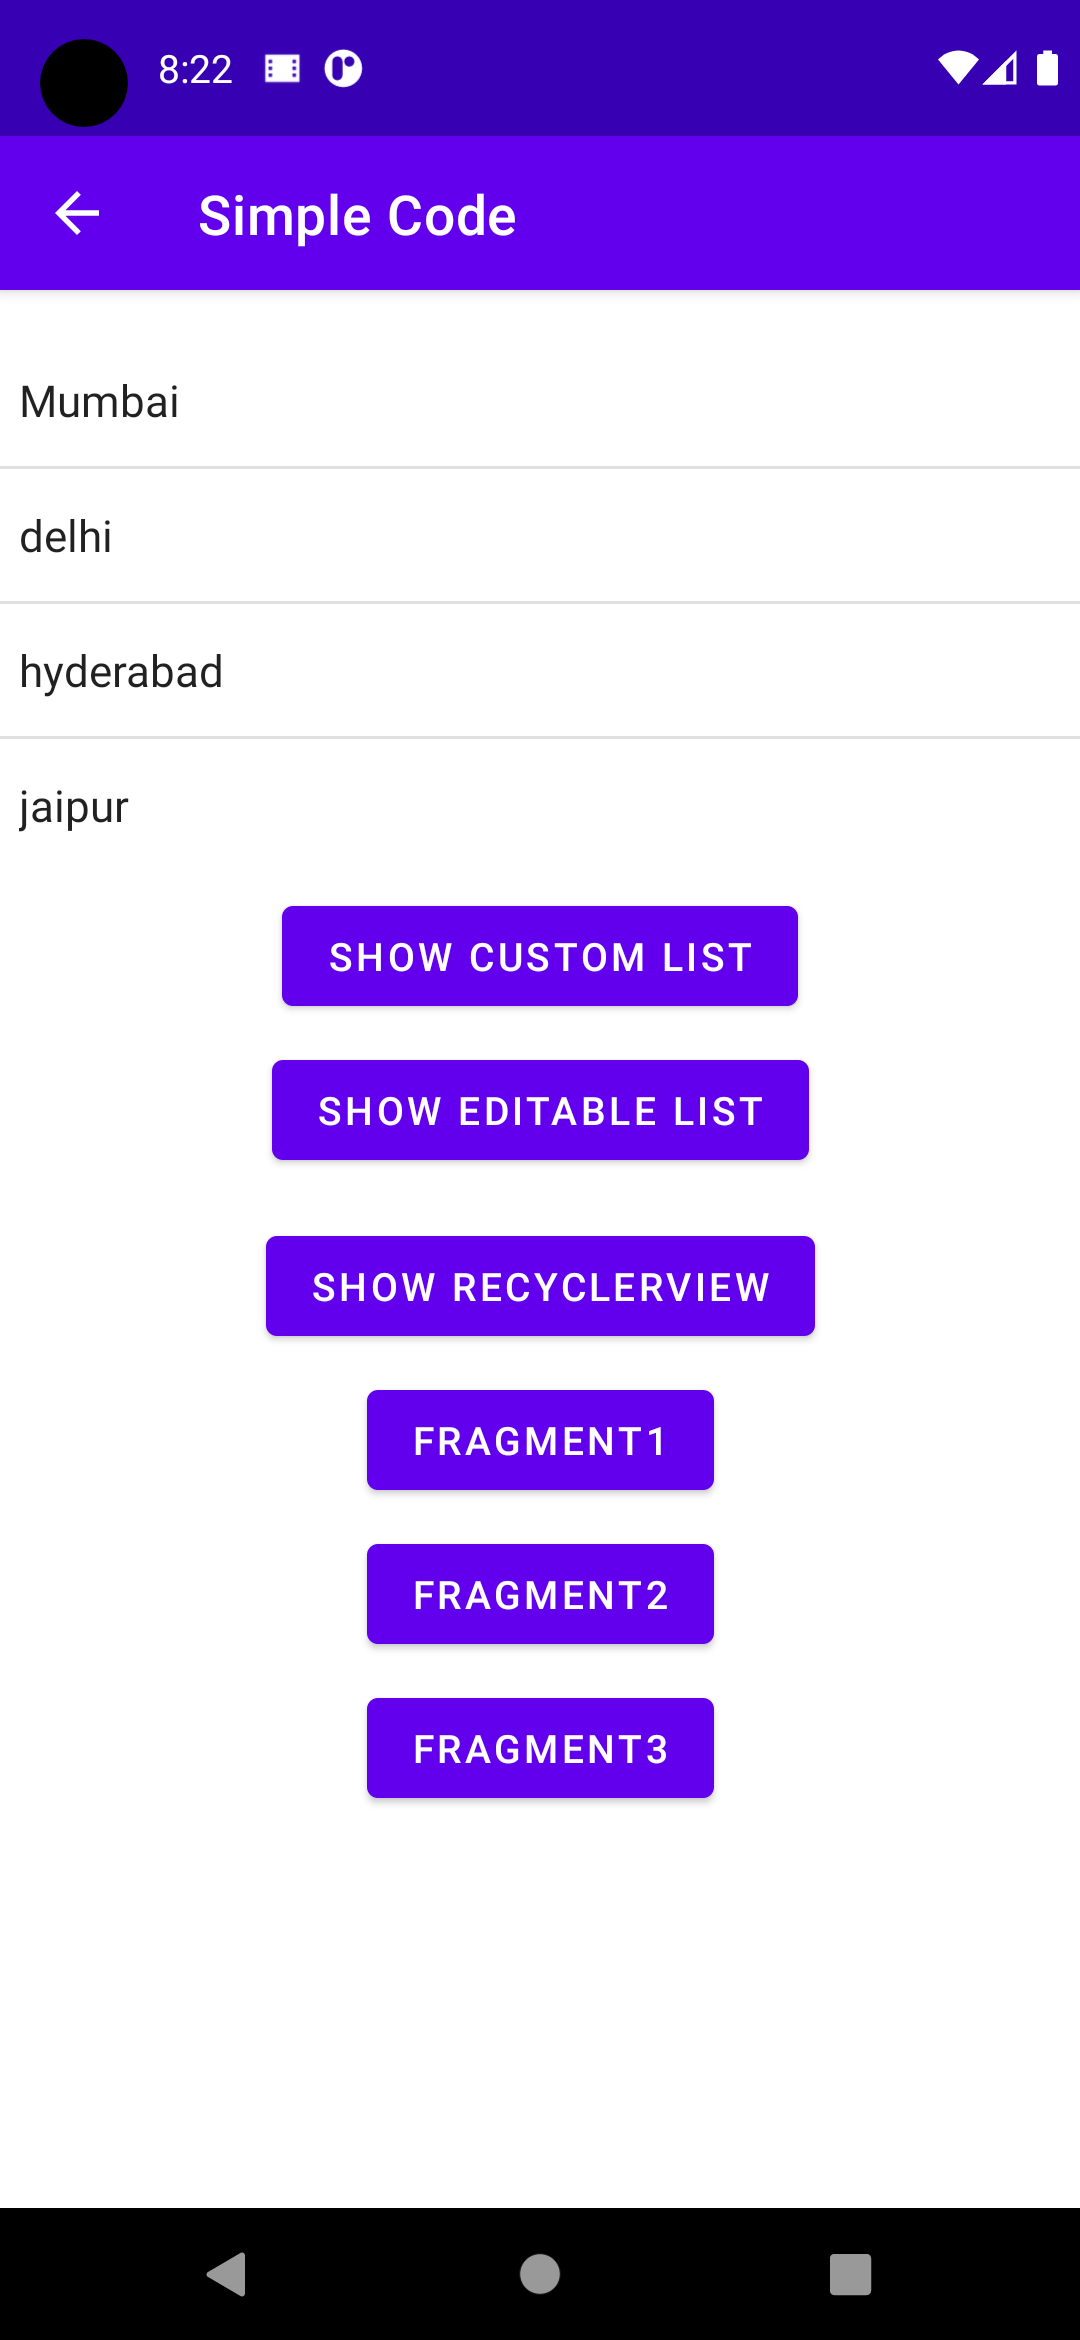 8:22
Simple Code
Mumbai
delhi
hyderabad
jaipur
SHOW CUSTOM LIST
SHOW EDITABLE LIST
SHOW RECYCLERVIEW
FRAGMENT1
FRAGMENT2
FRAGMENT3